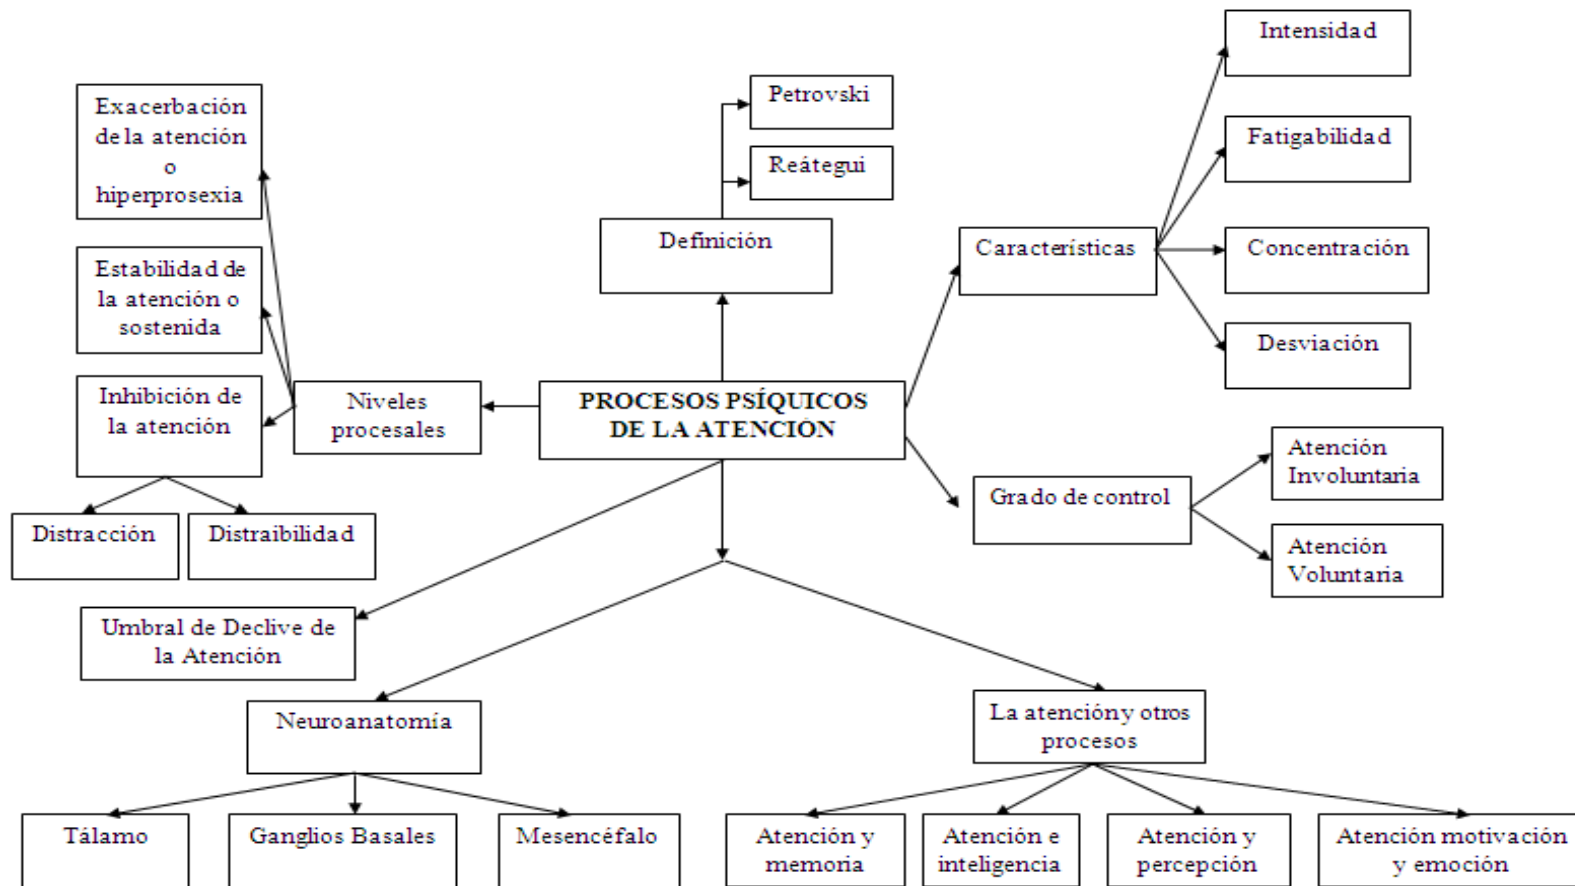 Intensidad
Petrovski
Exacerbación
de la atención
o
hiperprosexia
Fatigabilidad
Reátegui
Definición
Características
Concentración
Estabilidad de
la atención o
sostenida
Desviación
Inhibición de
la atención
Niveles
procesales
PROCESOS PSÍQUICOS
DE LA ATENCIÓN
Atención
Involuntaria
Grado de control
Distracción
Distraibilidad
Atención
Voluntaria
Umbral de Declive de
la Atención
Neuroanatomía
La atención y otros
procesos
Tálamo
Ganglios Basales
Mesencéfalo
Atención y
memoria
Atención e
inteligencia
Atención y
percepción
Atención motivación
y emoción